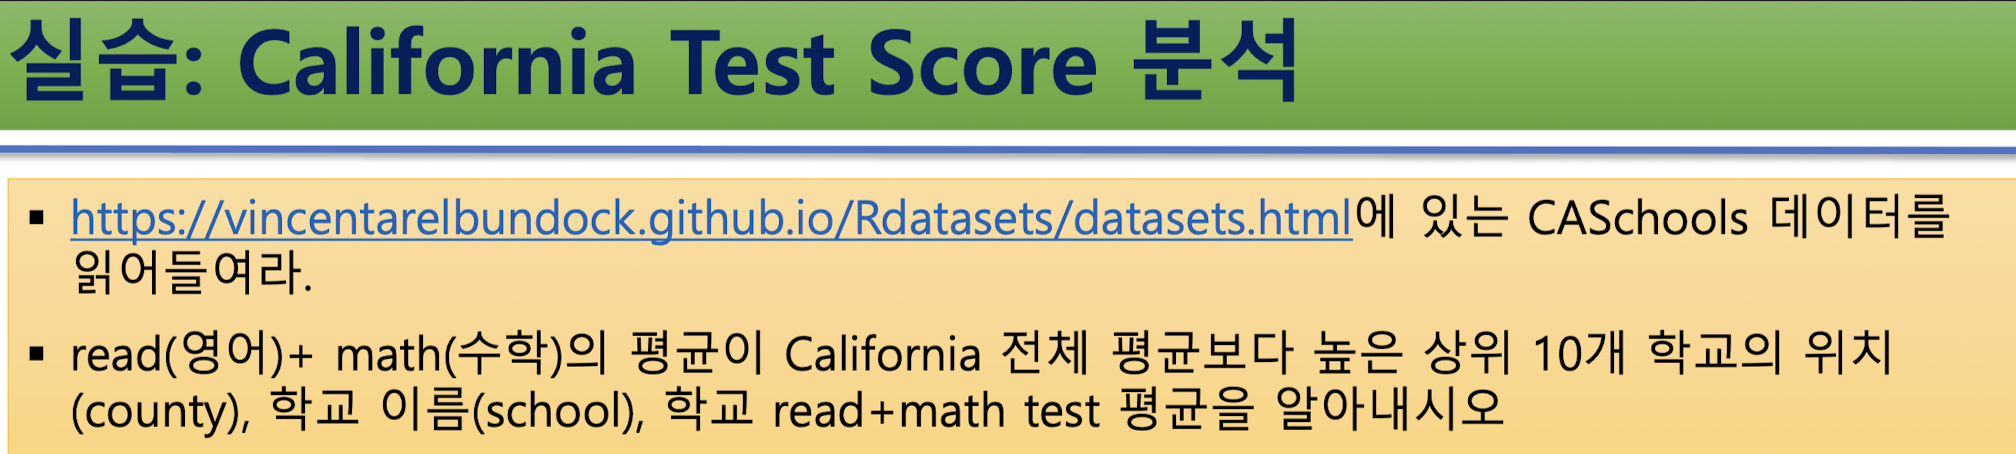 실습: California Test Score 분석
▪ https://vincentarelbundock.github.io/Rdatasets/datasets.html에 있는 CASchools 데이터를
읽어들여라.
▪ read(영어)+ math(수학)의 평균이 California 전체 평균보다 높은 상위 10개 학교의 위치
(county), 학교 이름(school), 학교 read+math test 평균을 알아내시오